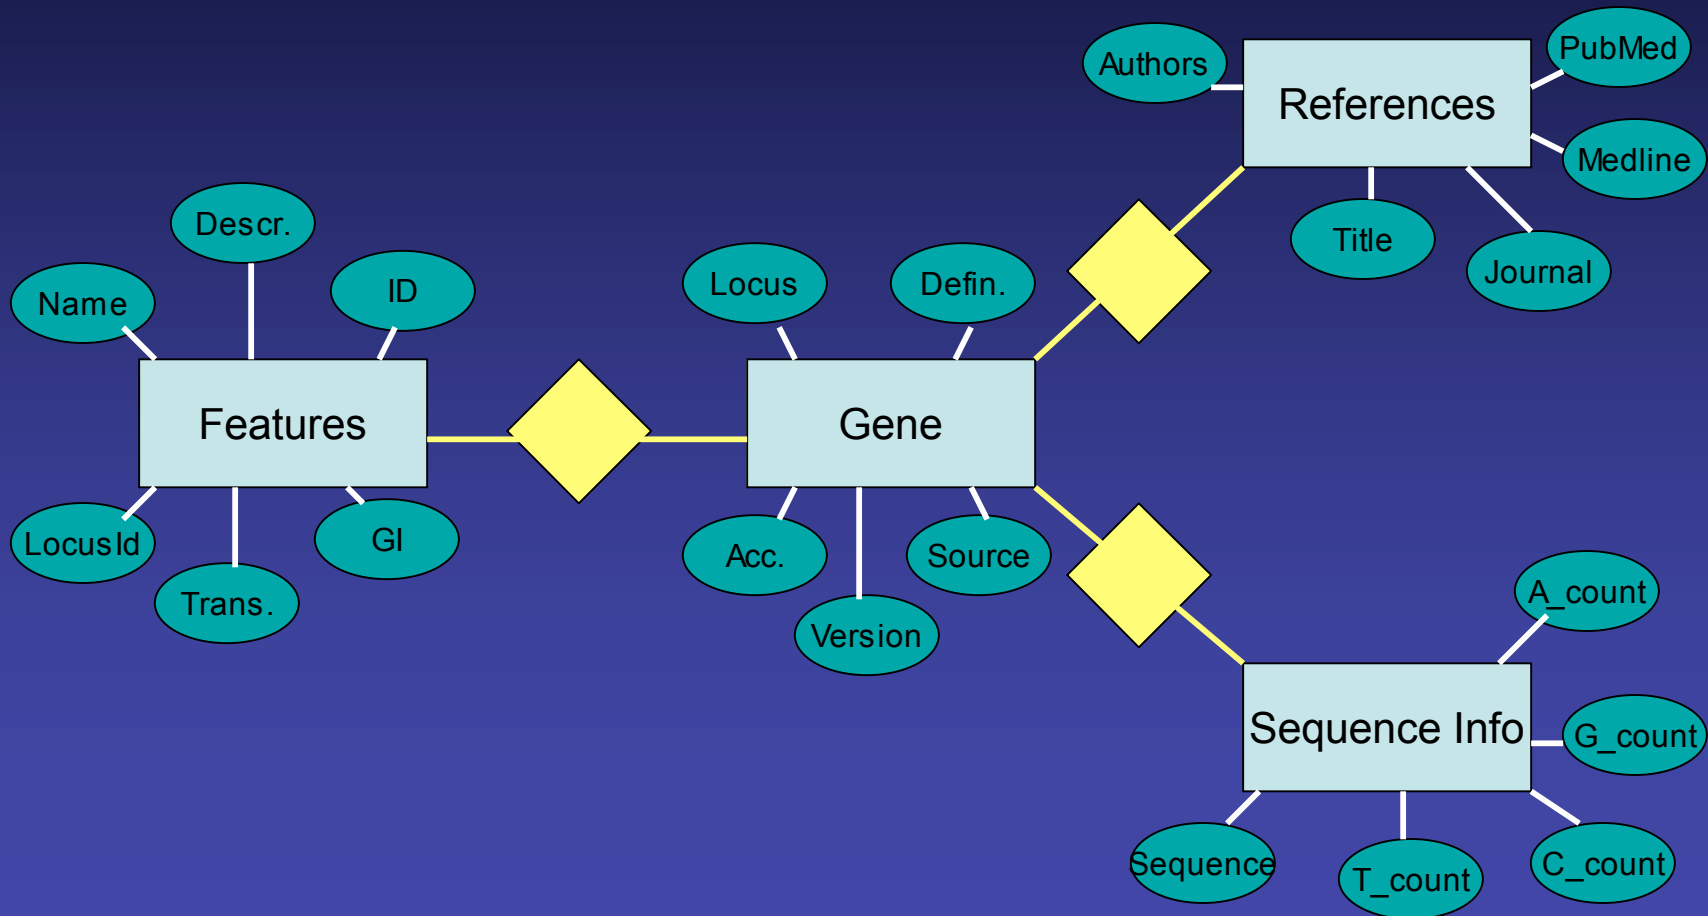 Authors
References
PubMed
Medline
Title
Journal
Descr.
Name
ID
Features
LocusId
Trans.
GI
Locus
Defin.
Gene
Acc.
Version
Source
A_count
Sequence Info
G_count
Sequence
T_count
C_count